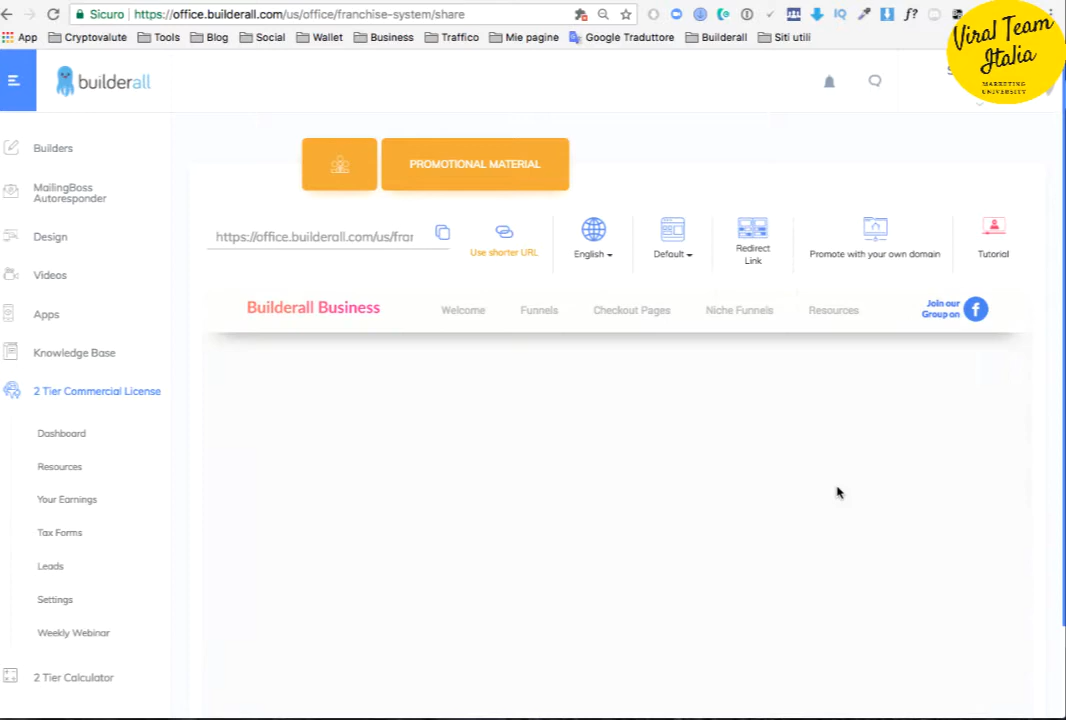 Sicuro https://office.builderall.com/us/office/franchise-system/share
App Cryptovalute Tools Blog Social Wallet Business Traffico Mie pagine Google Traduttore Builderall Siti utili
Viral Team
Italia
MARKETING
UNIVERSITY
builderall
Builders
MailingBoss
Autoresponder
Design
Videos
Apps
Knowledge Base
2 Tier Commercial License
Dashboard
Resources
Your Earnings
Tax Forms
Leads
Settings
Weekly Webinar
2 Tier Calculator
PROMOTIONAL MATERIAL
https://office.builderall.com/us/frar
Use shorter URL
English
Default
Redirect
Link
Promote with your own domain
Tutorial
Builderall Business
Welcome Funnels Checkout Pages Niche Funnels Resources
Join our
Group on